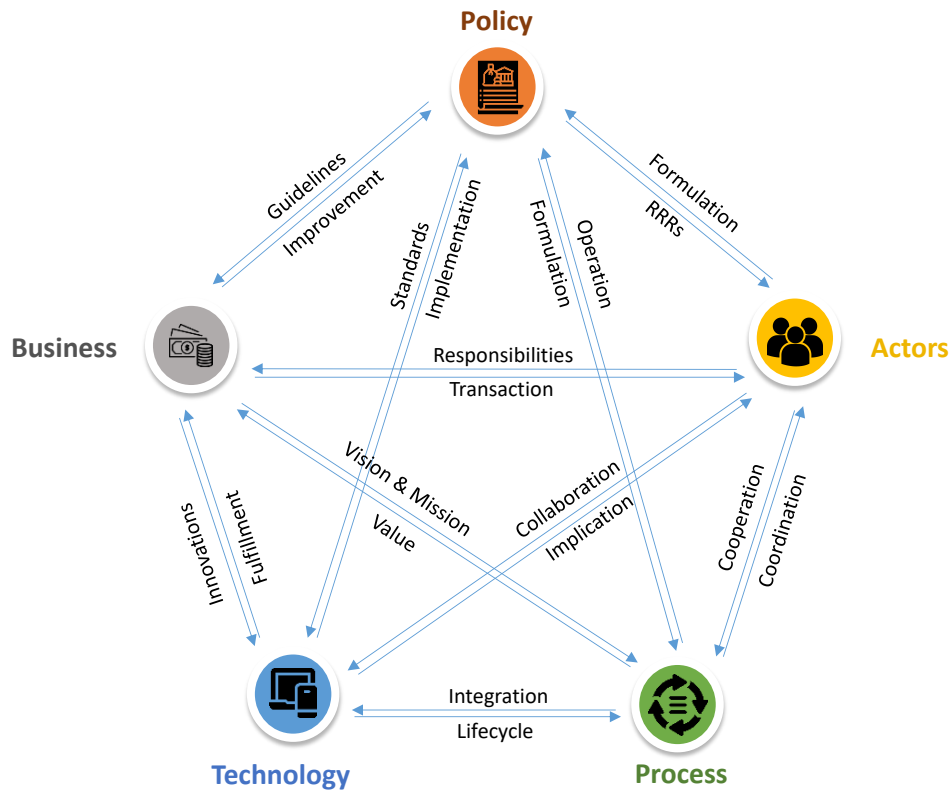 Policy
Guidelines
Improvement
Standards
Implementation
Formulation
Operation
Formulation
RRRs
Business
Actors
Responsibilities
Transaction
Vision & Mission
Value
Collaboration
Implication
Innovations
Fulfillment
Cooperation
Coordination
Integration
Lifecycle
Technology
Process